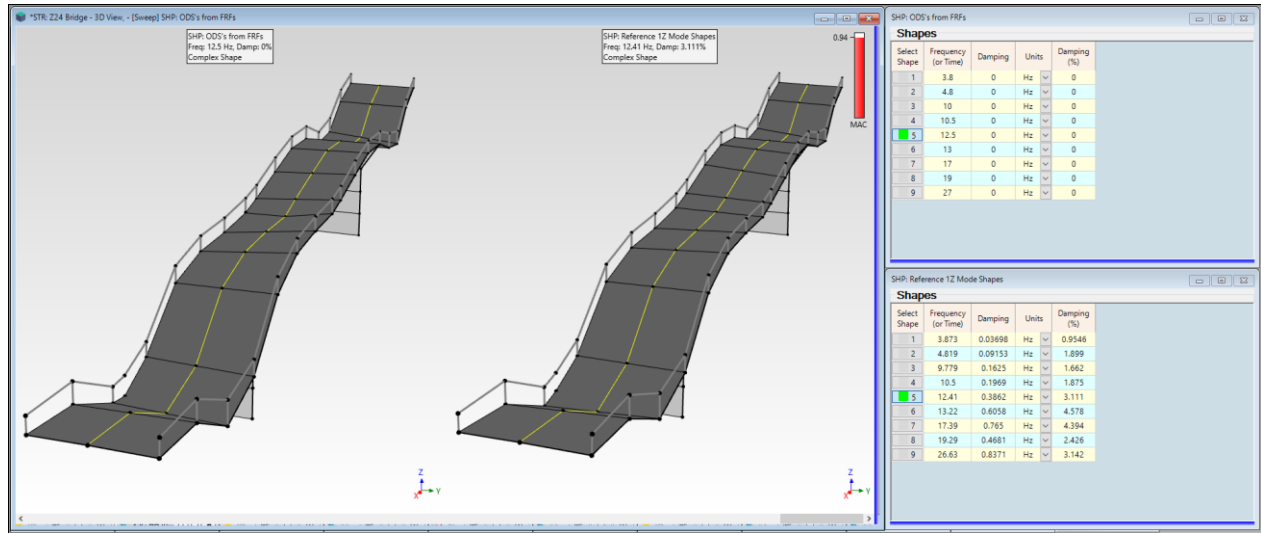 *STR: Z24 Bridge - 3D View, - [Sweep] SHP: ODS's from FRFs
SHP: ODS's from FRFs
Freq: 12.5 Hz, Damp: 0%
Complex Shape
SHP: Reference 1Z Mode Shapes
Freq: 12.41 Hz, Damp: 3.111%
Complex Shape
0.94
MAC
Z
X
Y
Z
X
Y
SHP: ODS's from FRFs
Shapes
Select Shape Frequency (or Time) Damping Units Damping (%)
1 3.8 0 Hz 0
2 4.8 0 Hz 0
3 10 0 Hz 0
4 10.5 0 Hz 0
5 12.5 0 Hz 0
6 13 0 Hz 0
7 17 0 Hz 0
8 19 0 Hz 0
9 27 0 Hz 0
SHP: Reference 1Z Mode Shapes
Shapes
Select Shape Frequency (or Time) Damping Units Damping (%)
1 3.873 0.03698 Hz 0.9546
2 4.819 0.09153 Hz 1.899
3 9.779 0.1625 Hz 1.662
4 10.5 0.1969 Hz 1.875
5 12.41 0.3862 Hz 3.111
6 13.22 0.6058 Hz 4.578
7 17.39 0.765 Hz 4.394
8 19.29 0.4681 Hz 2.426
9 26.63 0.8371 Hz 3.142